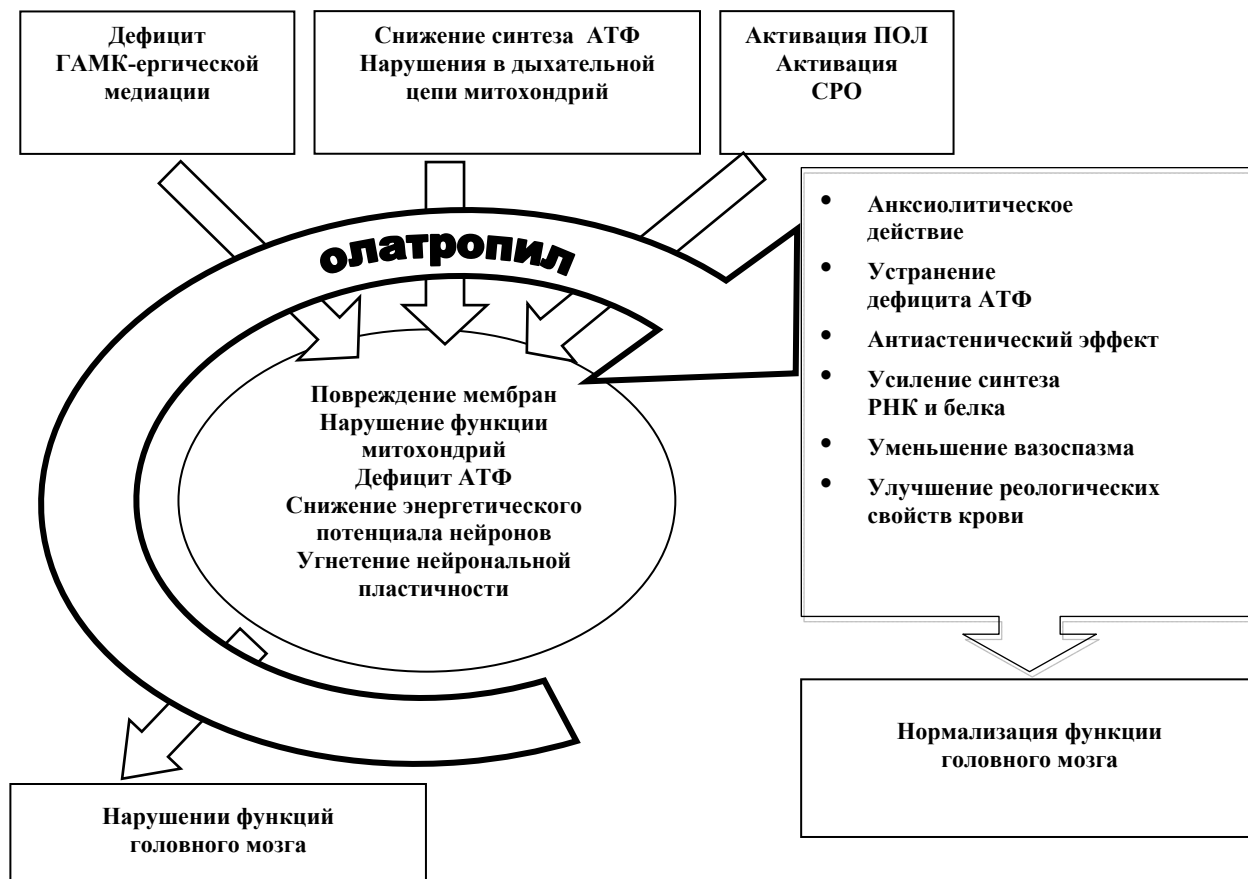 Дефицит
ГАМК-ергической
медиации
Снижение синтеза АТФ
Нарушения в дыхательной
цепи митохондрий
Активация ПОЛ
Активация
СРО
олатропил
• Анксиолитическое
действие
• Устранение
дефицита АТФ
• Антиастенический эффект
• Усиление синтеза
РНК и белка
• Уменьшение вазоспазма
• Улучшение реологических
свойств крови
Повреждение мембран
Нарушение функции
митохондрий
Дефицит АТФ
Снижение энергетического
потенциала нейронов
Угнетение нейрональной
пластичности
Нормализация функции
головного мозга
Нарушении функций
головного мозга